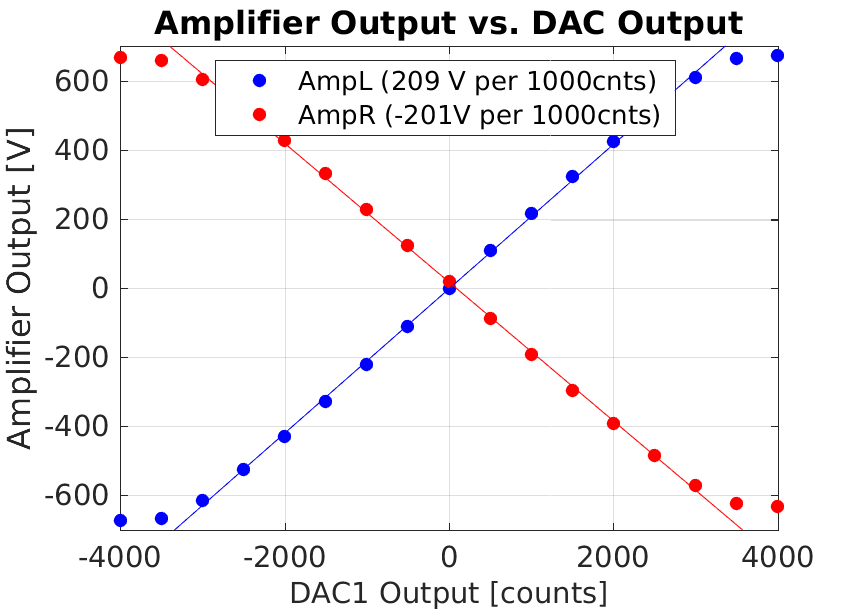 Amplifier Output vs. DAC Output
AmpL (209 V per 1000cnts)
AmpR (-201V per 1000cnts)
Amplifier Output [V]
600
400
200
0
-200
-400
-600
-4000
-2000
0
2000
4000
DAC1 Output [counts]